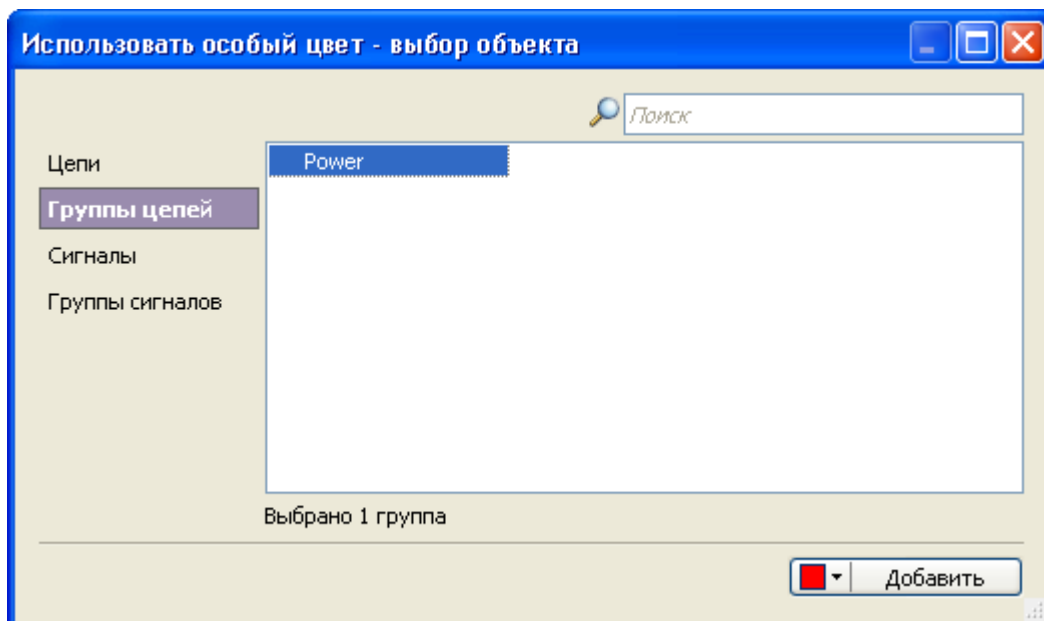 Использовать особый цвет - выбор объекта
Поиск
Цепи
Power
Группы цепей
Сигналы
Группы сигналов
Выбрано 1 группа
Добавить